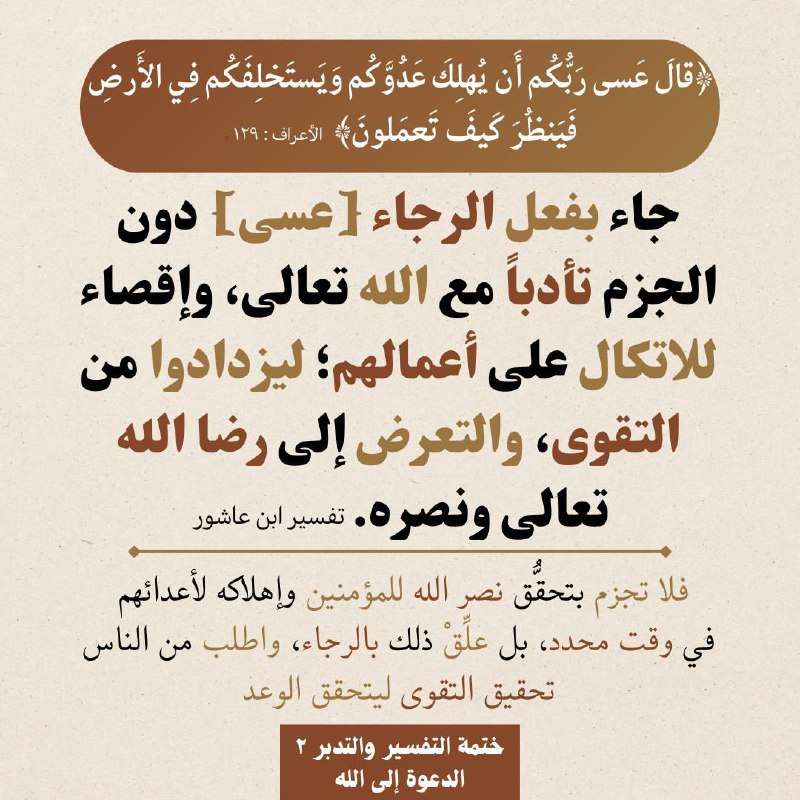 ﴿قالَ عَسى رَبُّكُم أَن يُهلِكَ عَدُوَّكُم وَيَستَخلِفَكُم فِي الأَرضِ
فَيَنظُرَ كَيفَ تَعمَلونَ﴾ الأعراف : ١٢٩ .
جاء بفعل الرجاء {عسى} دون
الجزم تأدباً مع الله تعالى، وإقصاء
للاتكال على أعمالهم؛ ليزدادوا من
التقوى، والتعرض إلى رضا الله
تعالى ونصره. تفسير ابن عاشور
فلا تجزم بتحقُّق نصر الله للمؤمنين وإهلاكه لأعدائهم
في وقت محدد، بل علِّقْ ذلك بالرجاء، واطلب من الناس
تحقيق التقوى ليتحقق الوعد
ختمة التفسير والتدبر ٢
الدعوة إلى الله